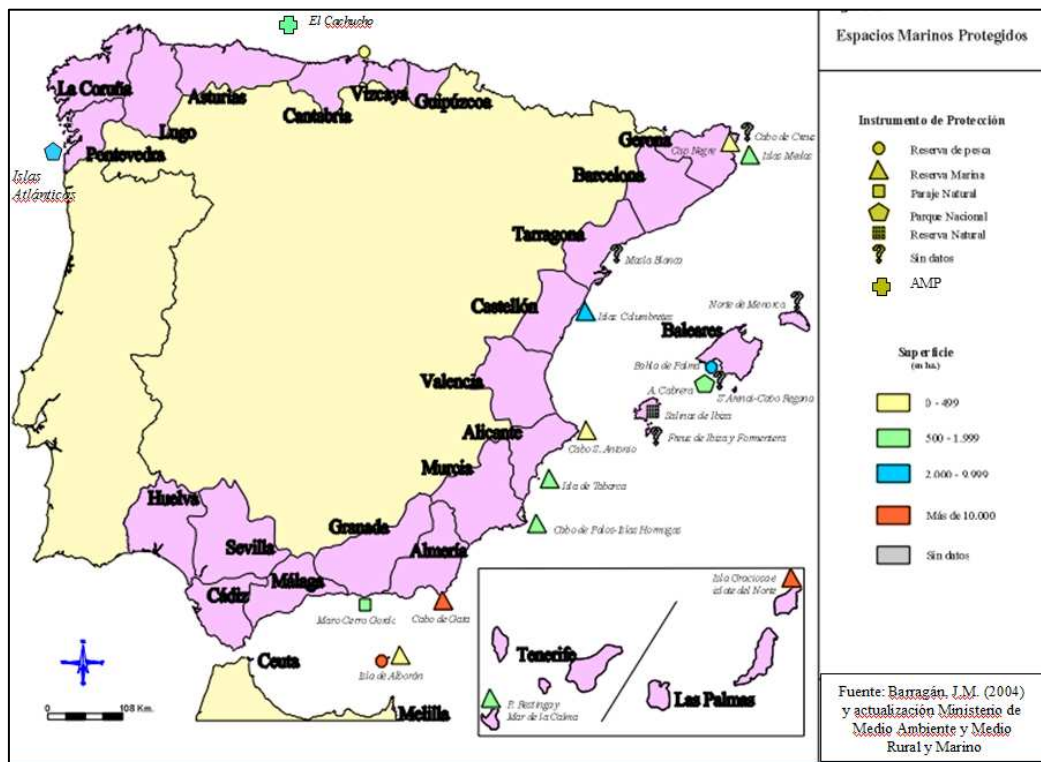 El Cachucho
La Coruña
Asturias
Cantabria
Vizcaya
Guipúzcoa
Lugo
Pontevedra
Islas
Atlánticas
Gerona
Cabo de Creus
Cap Negre
Islas Medas
Barcelona
Tarragona
Masia Blanca
Castellón
Islas Columbretes
Norte de Menorca
Baleares
Bahía de Palma
A. Cabrera
S'Arenal-Cabo Regana
Valencia
Salinas de Ibiza
Freus de Ibiza y Formentera
Alicante
Cabo S. Antonio
Murcia
Isla de Tabarca
Huelva
Granada
Cabo de Palos-Islas Hormigas
Sevilla
Almería
Málaga
Cádiz
Maro Cerro Gordo
Cabo de Gata
Isla Graciosa e
islote del Norte
Ceuta
Isla de Alborán
Tenerife
Melilla
P. Restinga y
Mar de la Calma
Las Palmas
0
108 Km.
Espacios Marinos Protegidos
Instrumento de Protección
Reserva de pesca
Reserva Marina
Paraje Natural
Parque Nacional
Reserva Natural
Sin datos
AMP
Superficie
(en ha.)
0 - 499
500 - 1.999
2.000 - 9.999
Más de 10.000
Sin datos
Fuente: Barragán, J.M. (2004)
y actualización Ministerio de
Medio Ambiente y Medio
Rural y Marino